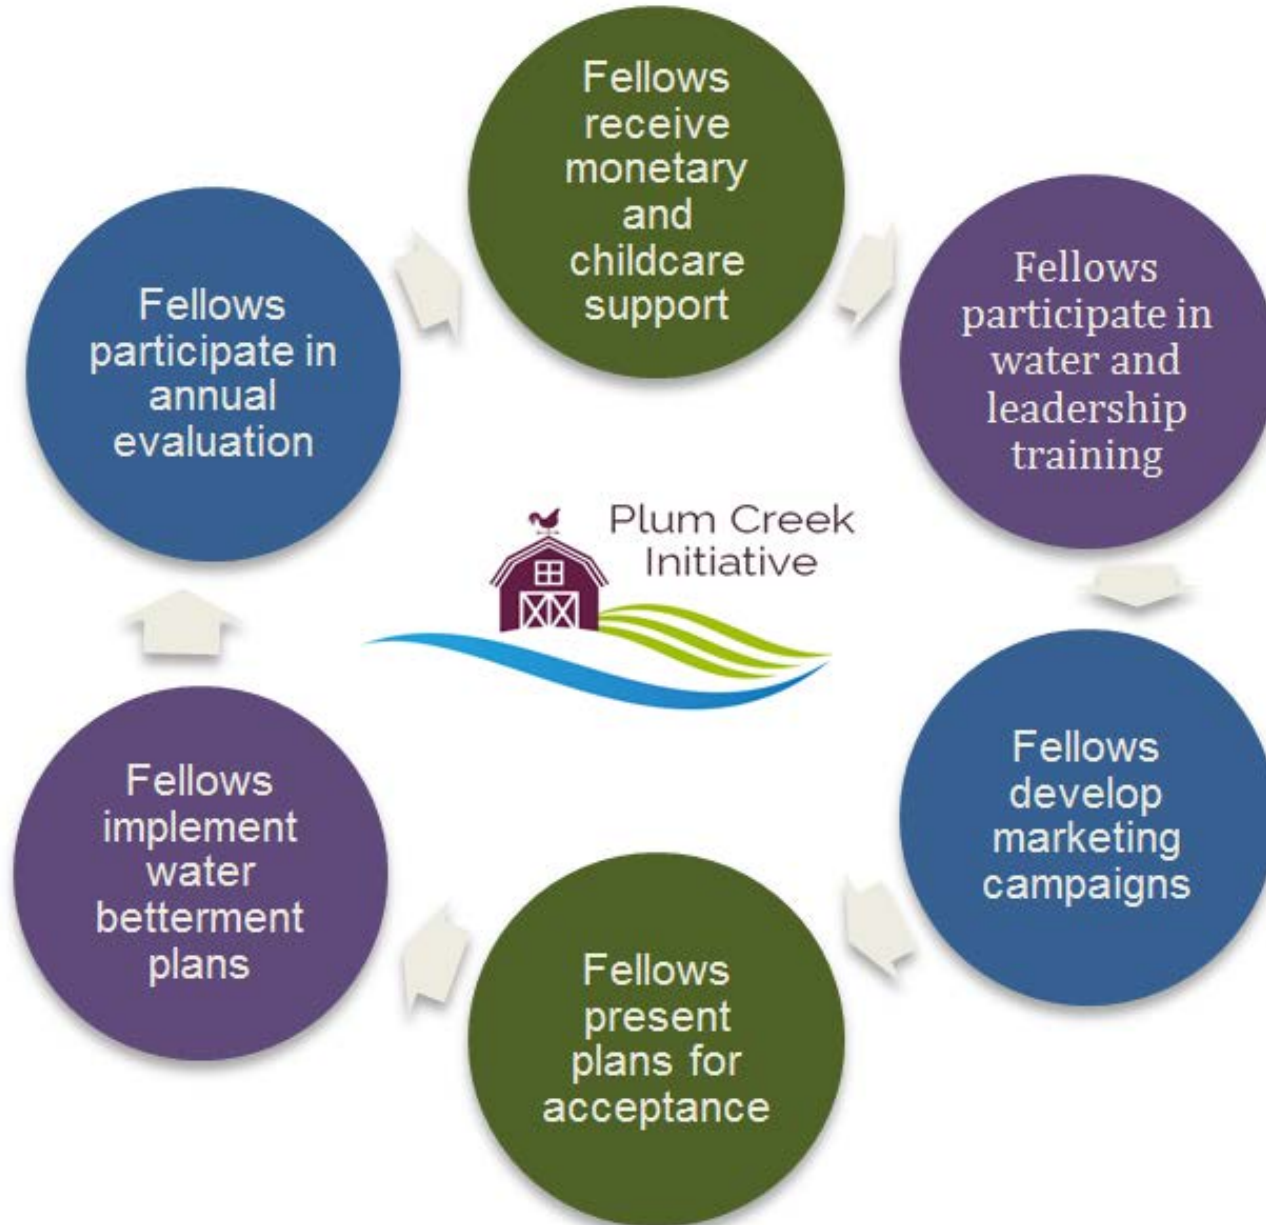 Fellows
receive
monetary
and
childcare
support
Fellows
participate in
water and
leadership
training
Fellows
develop
marketing
campaigns
Fellows
present
plans for
acceptance
Fellows
implement
water
betterment
plans
Fellows
participate in
annual
evaluation
Plum Creek
Initiative